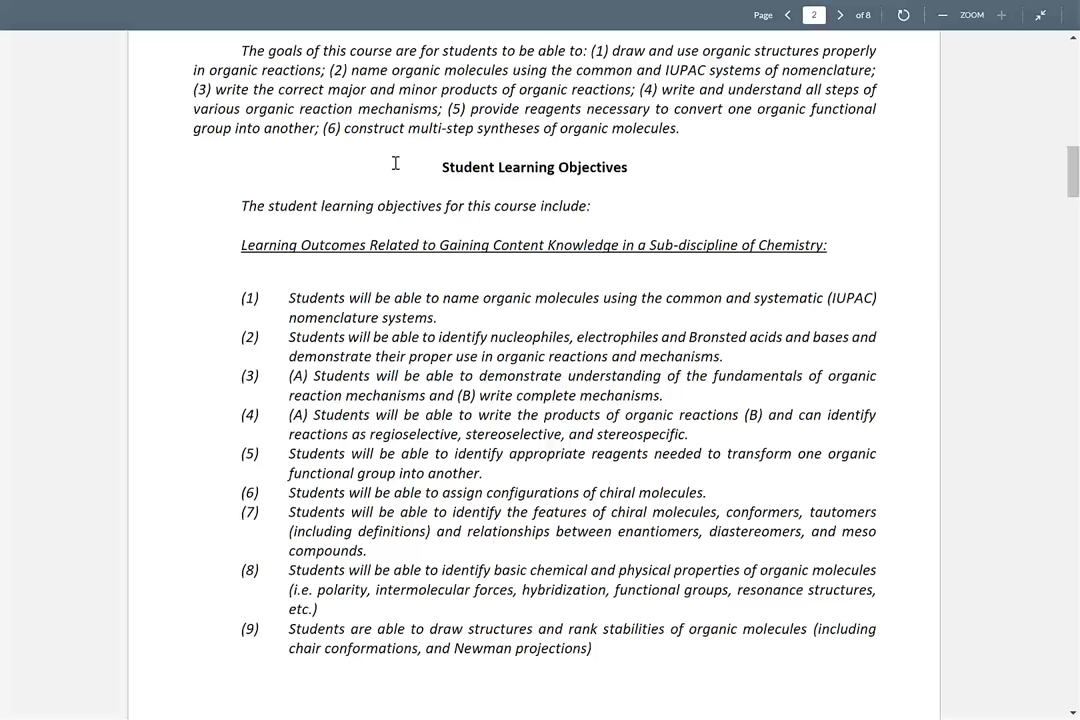 Page 2 of 8 ZOOM
The goals of this course are for students to be able to: (1) draw and use organic structures properly
in organic reactions; (2) name organic molecules using the common and IUPAC systems of nomenclature;
(3) write the correct major and minor products of organic reactions; (4) write and understand all steps of
various organic reaction mechanisms; (5) provide reagents necessary to convert one organic functional
group into another; (6) construct multi-step syntheses of organic molecules.
Student Learning Objectives
The student learning objectives for this course include:
Learning Outcomes Related to Gaining Content Knowledge in a Sub-discipline of Chemistry:
(1) Students will be able to name organic molecules using the common and systematic (IUPAC)
nomenclature systems.
(2) Students will be able to identify nucleophiles, electrophiles and Bronsted acids and bases and
demonstrate their proper use in organic reactions and mechanisms.
(3) (A) Students will be able to demonstrate understanding of the fundamentals of organic
reaction mechanisms and (B) write complete mechanisms.
(4) (A) Students will be able to write the products of organic reactions (B) and can identify
reactions as regioselective, stereoselective, and stereospecific.
(5) Students will be able to identify appropriate reagents needed to transform one organic
functional group into another.
(6) Students will be able to assign configurations of chiral molecules.
(7) Students will be able to identify the features of chiral molecules, conformers, tautomers
(including definitions) and relationships between enantiomers, diastereomers, and meso
compounds.
(8) Students will be able to identify basic chemical and physical properties of organic molecules
(i.e. polarity, intermolecular forces, hybridization, functional groups, resonance structures,
etc.)
(9) Students are able to draw structures and rank stabilities of organic molecules (including
chair conformations, and Newman projections)